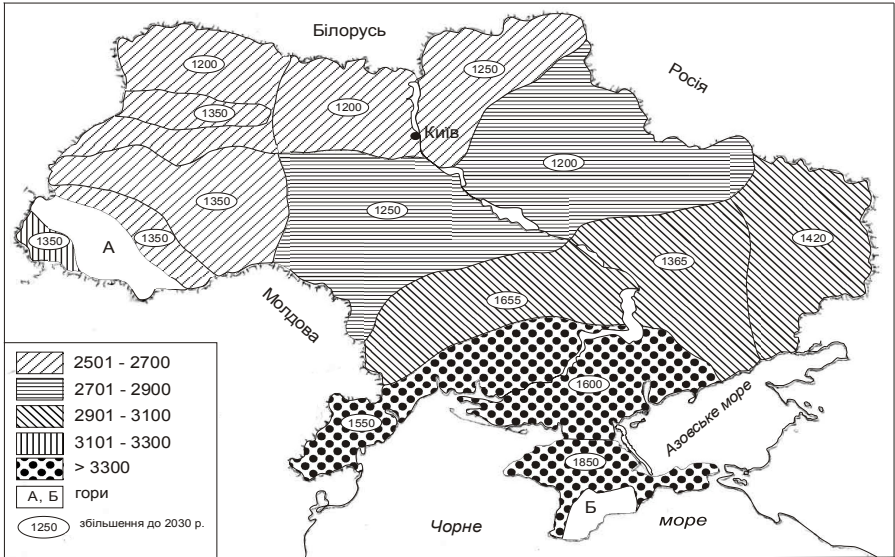 Білорусь
Росія
1200
1250
1350
1200
Київ
1200
1350
1250
1420
1350
А
1350
1365
1655
Молдова
2501 - 2700
2701 - 2900
2901 - 3100
3101 - 3300
> 3300
А, Б гори
1250 збільшення до 2030 р.
1600
1550
Азовське море
1850
Б
Чорне море